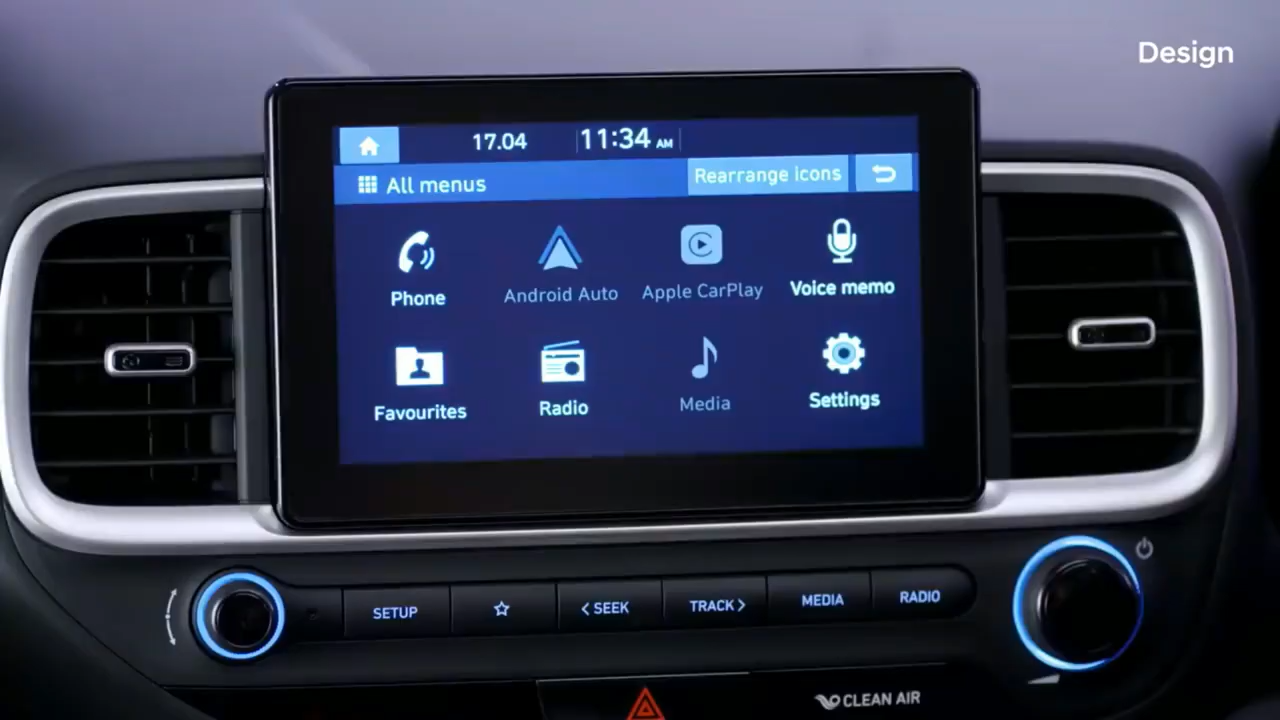 Design
17.04 11:34 AM
All menus Rearrange icons
Phone Android Auto Apple CarPlay Voice memo
Favourites Radio Media Settings
SETUP SEEK TRACK MEDIA RADIO
CLEAN AIR